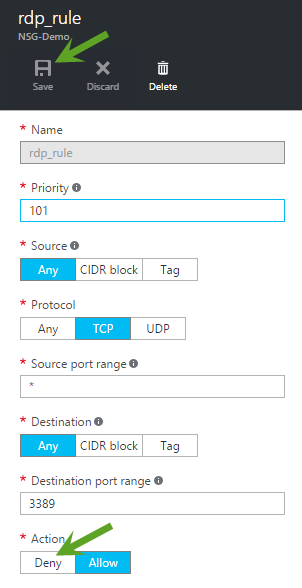 rdp_rule
NSG-Demo
Save Discard Delete
* Name
rdp_rule
* Priority
101
* Source
Any CIDR block Tag
* Protocol
Any TCP UDP
* Source port range
*
* Destination
Any CIDR block Tag
* Destination port range
3389
* Action
Deny Allow